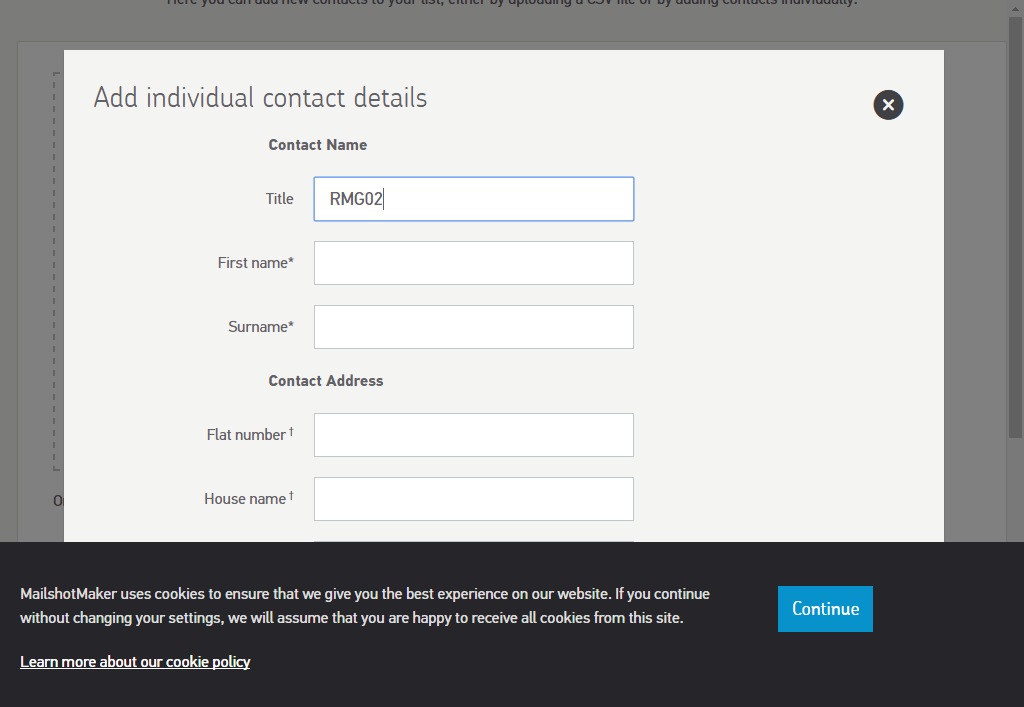 Here you can add new contacts to your list, either by uploading a CSV file or by adding contacts individually.
Add individual contact details
Contact Name
Title
RMG02
First name*
Surname*
Contact Address
Flat number †
House name †
MailshotMaker uses cookies to ensure that we give you the best experience on our website. If you continue
without changing your settings, we will assume that you are happy to receive all cookies from this site.
Continue
Learn more about our cookie policy